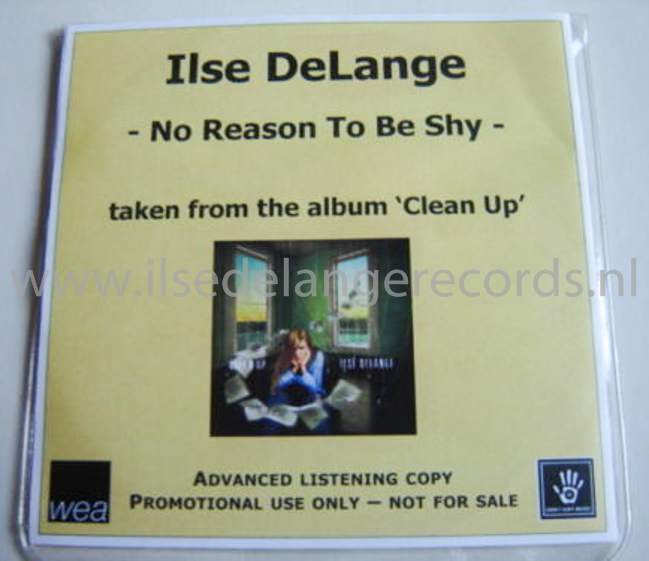 Ilse DeLange
- No Reason To Be Shy -
taken from the album ‘Clean Up’
www.ilsedelangerecords.nl
UP ILSE DELANGE
ADVANCED LISTENING COPY
PROMOTIONAL USE ONLY — NOT FOR SALE
wea